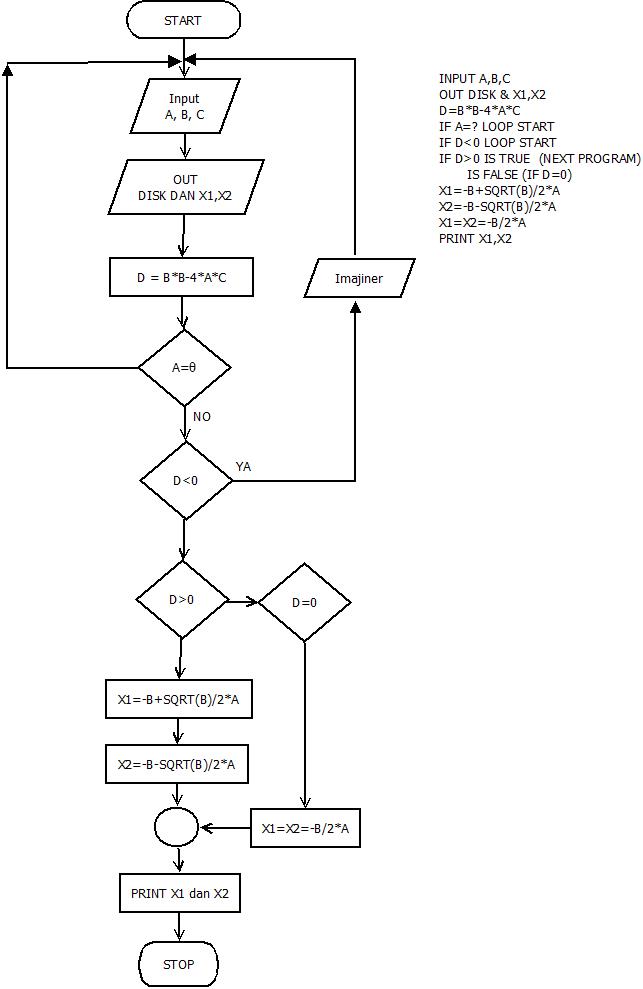 START
Input
A, B, C
OUT
DISK DAN X1,X2
D = B*B-4*A*C
Imajiner
A=θ
NO
D<0
YA
D>0
D=0
X1=-B+SQRT(B)/2*A
X2=-B-SQRT(B)/2*A
X1=X2=-B/2*A
PRINT X1 dan X2
STOP
INPUT A,B,C
OUT DISK & X1,X2
D=B*B-4*A*C
IF A=? LOOP START
IF D<0 LOOP START
IF D>0 IS TRUE (NEXT PROGRAM)
IS FALSE (IF D=0)
X1=-B+SQRT(B)/2*A
X2=-B-SQRT(B)/2*A
X1=X2=-B/2*A
PRINT X1,X2